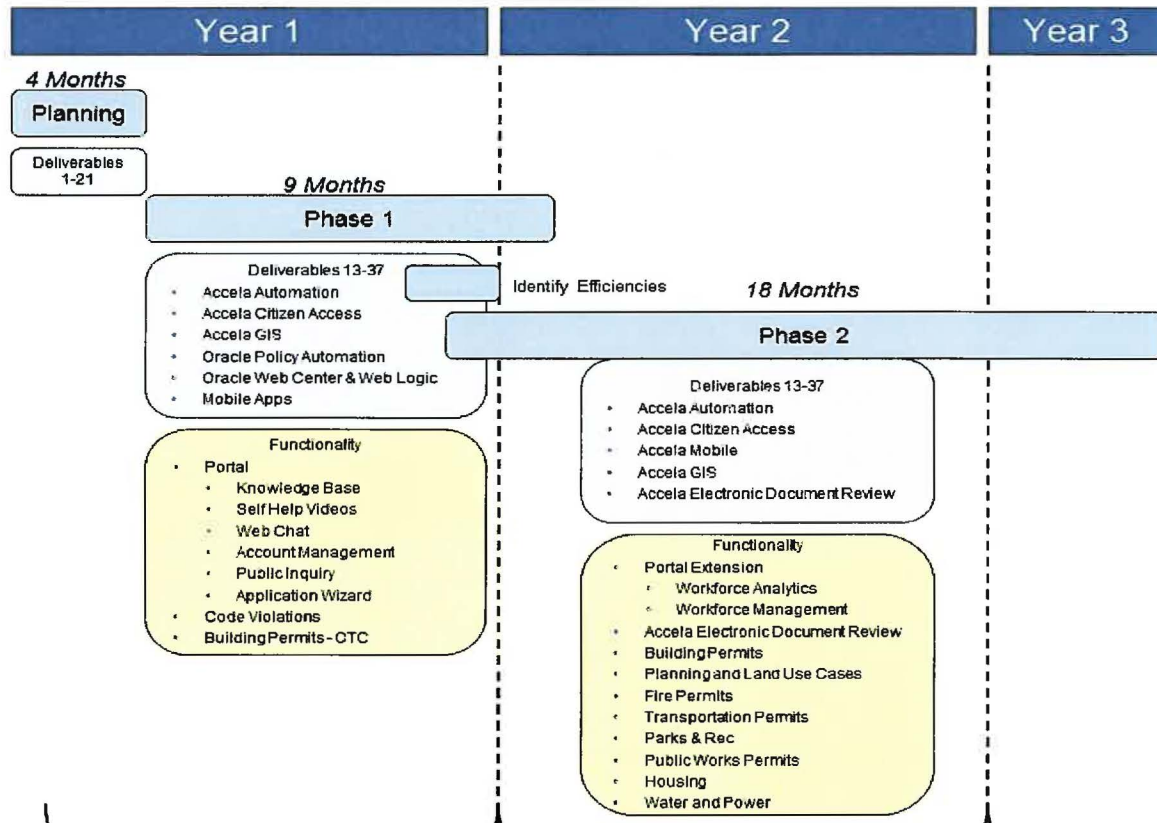 Year 1
Year 2
Year 3
4 Months
Planning
Deliverables
1-21
9 Months
Phase 1
Deliverables 13-37
• Accela Automation
• Accela Citizen Access
• Accela GIS
• Oracle Policy Automation
• Oracle Web Center & Web Logic
• Mobile Apps
Identify Efficiencies
18 Months
Phase 2
Functionality
• Portal
• Knowledge Base
• Self Help Videos
• Web Chat
• Account Management
• Public Inquiry
• Application Wizard
• Code Violations
• Building Permits - OTC
Deliverables 13-37
• Accela Automation
• Accela Citizen Access
• Accela Mobile
• Accela GIS
• Accela Electronic Document Review
Functionality
• Portal Extension
• Workforce Analytics
• Workforce Management
• Accela Electronic Document Review
• Building Permits
• Planning and Land Use Cases
• Fire Permits
• Transportation Permits
• Parks & Rec
• Public Works Permits
• Housing
• Water and Power